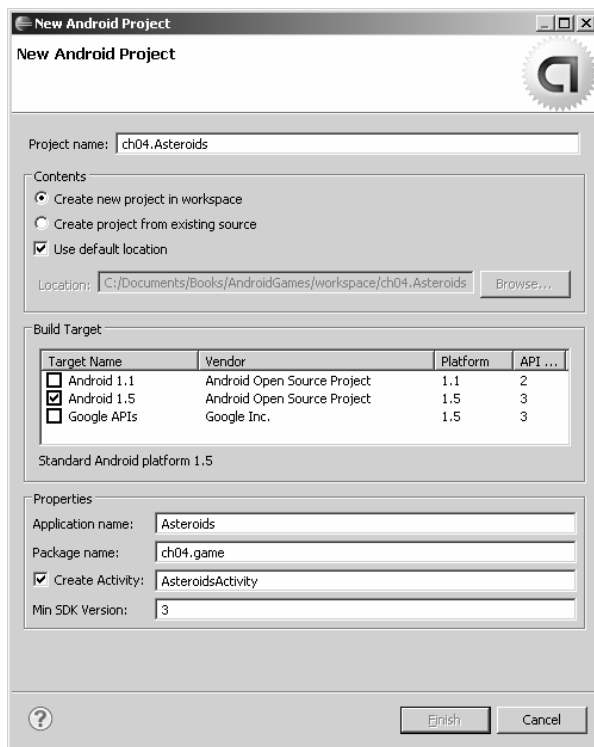 New Android Project
New Android Project
Project name: ch04.Asteroids
Contents
Create new project in workspace
Create project from existing source
Use default location
Location: C:/Documents/Books/AndroidGames/workspace/ch04.Asteroids Browse...
Build Target
Target Name Vendor Platform API ...
Android 1.1 Android Open Source Project 1.1 2
Android 1.5 Android Open Source Project 1.5 3
Google APIs Google Inc. 1.5 3
Standard Android platform 1.5
Properties
Application name: Asteroids
Package name: ch04.game
Create Activity: AsteroidsActivity
Min SDK Version: 3
? Finish Cancel